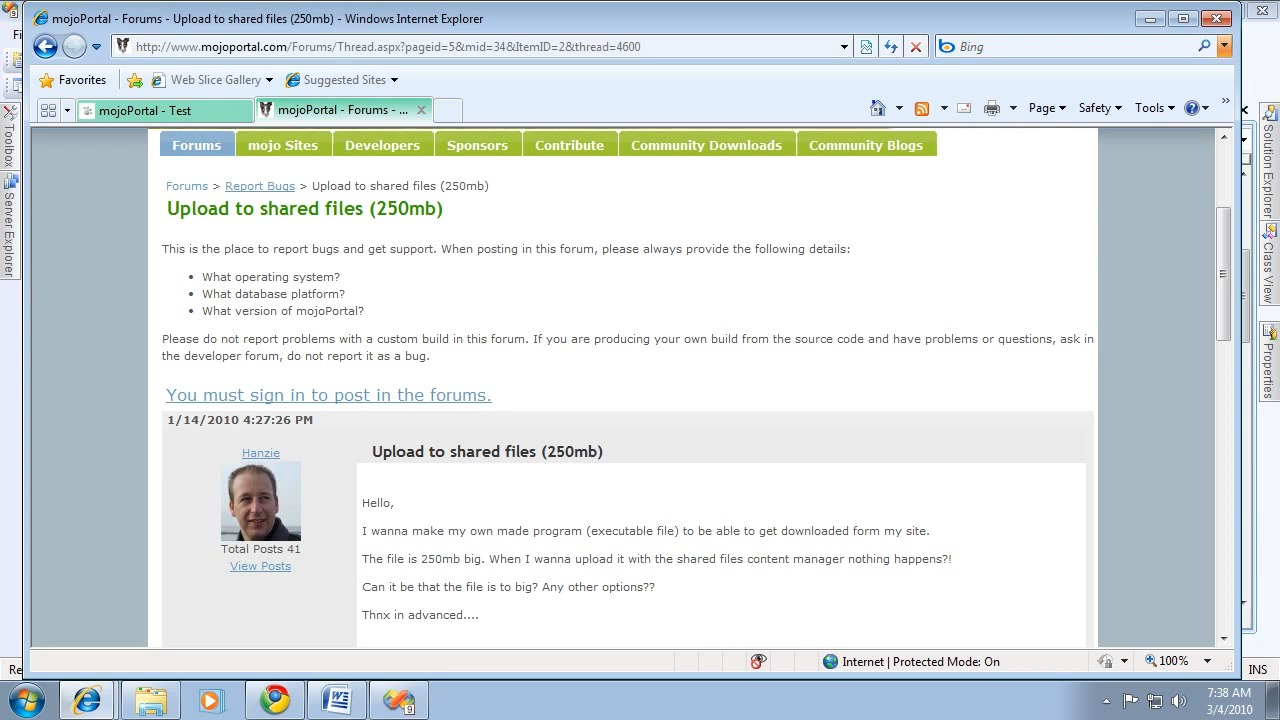 mojoPortal - Forums - Upload to shared files (250mb) - Windows Internet Explorer
http://www.mojoportal.com/Forums/Thread.aspx?pageid=5&mid=34&ItemID=2&thread=4600
Bing
Favorites Web Slice Gallery Suggested Sites
mojoPortal - Test mojoPortal - Forums - ... Page Safety Tools
Forums mojo Sites Developers Sponsors Contribute Community Downloads Community Blogs
Forums > Report Bugs > Upload to shared files (250mb)
Upload to shared files (250mb)
This is the place to report bugs and get support. When posting in this forum, please always provide the following details:
• What operating system?
• What database platform?
• What version of mojoPortal?
Please do not report problems with a custom build in this forum. If you are producing your own build from the source code and have problems or questions, ask in
the developer forum, do not report it as a bug.
You must sign in to post in the forums.
1/14/2010 4:27:26 PM
Hanzie
Total Posts 41
View Posts
Upload to shared files (250mb)
Hello,
I wanna make my own made program (executable file) to be able to get downloaded form my site.
The file is 250mb big. When I wanna upload it with the shared files content manager nothing happens?!
Can it be that the file is to big? Any other options??
Thnx in advanced....
Internet | Protected Mode: On 100%
Toolbox
Server Explorer
Solution Explorer
Class View
Properties
Fi
Re
INS
9
9
7:38 AM
3/4/2010